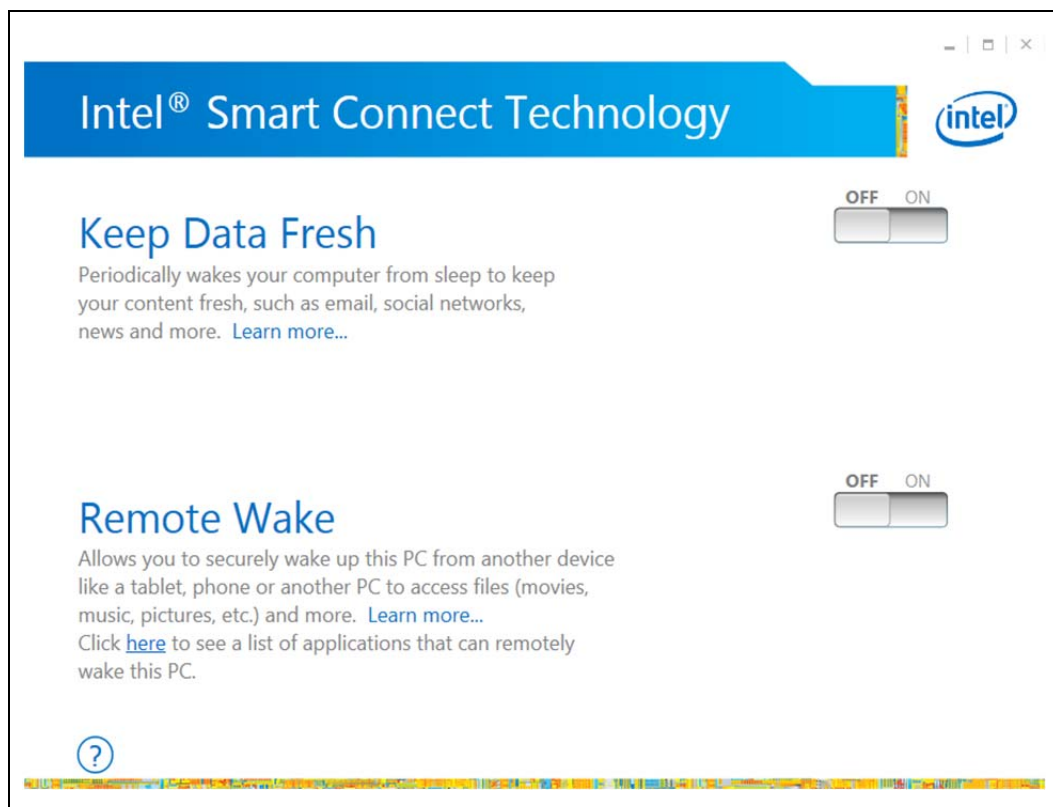 Intel® Smart Connect Technology
intel
OFF ON
Keep Data Fresh
Periodically wakes your computer from sleep to keep
your content fresh, such as email, social networks,
news and more. Learn more...
OFF ON
Remote Wake
Allows you to securely wake up this PC from another device
like a tablet, phone or another PC to access files (movies,
music, pictures, etc.) and more. Learn more...
Click here to see a list of applications that can remotely
wake this PC.
?